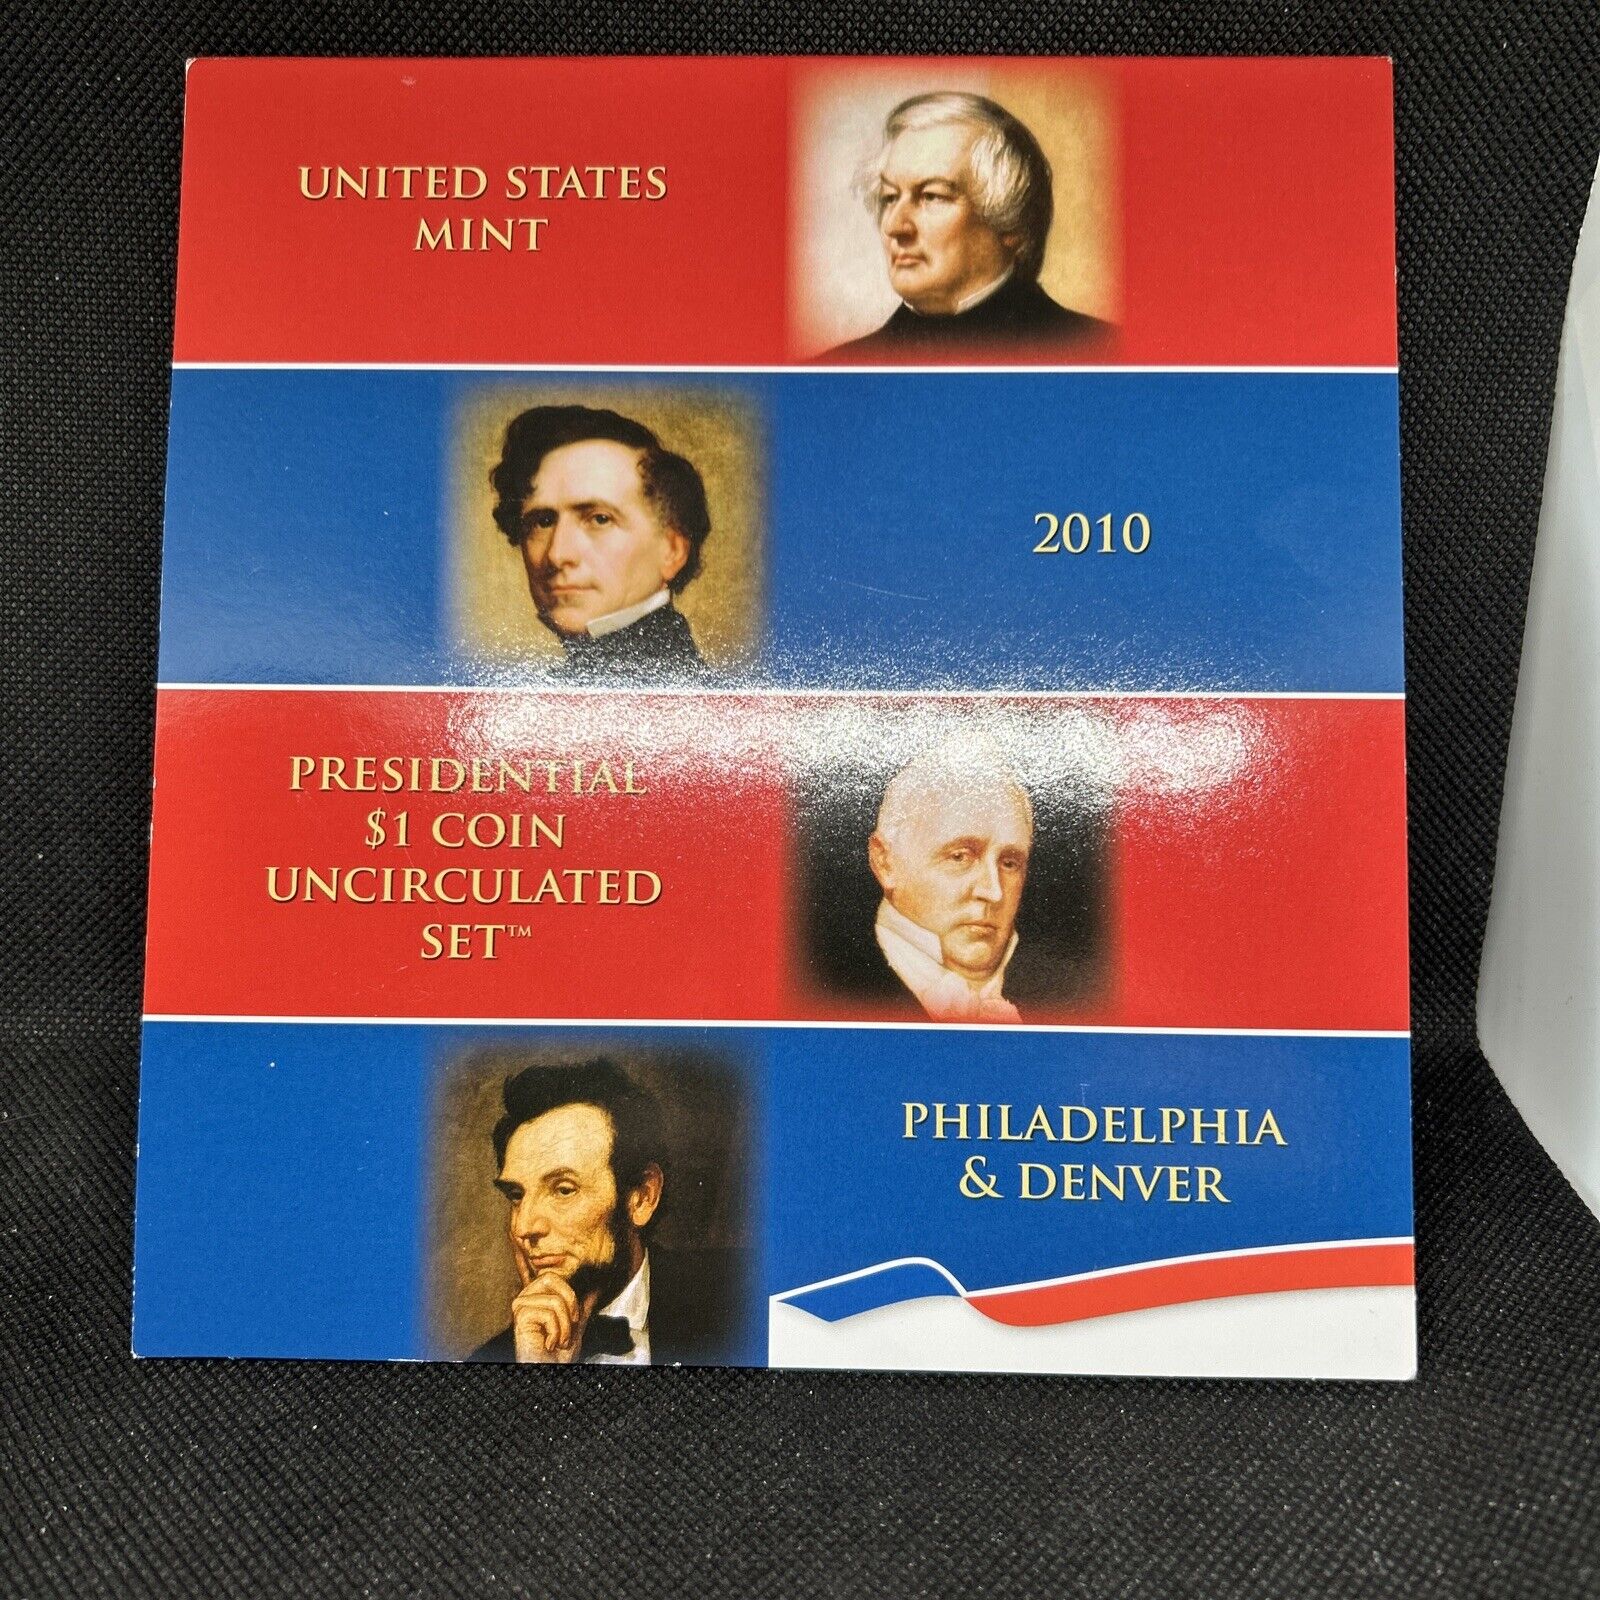 UNITED STATES
MINT
2010
PRESIDENTIAL
$1 COIN
UNCIRCULATED
SET™
PHILADELPHIA
& DENVER